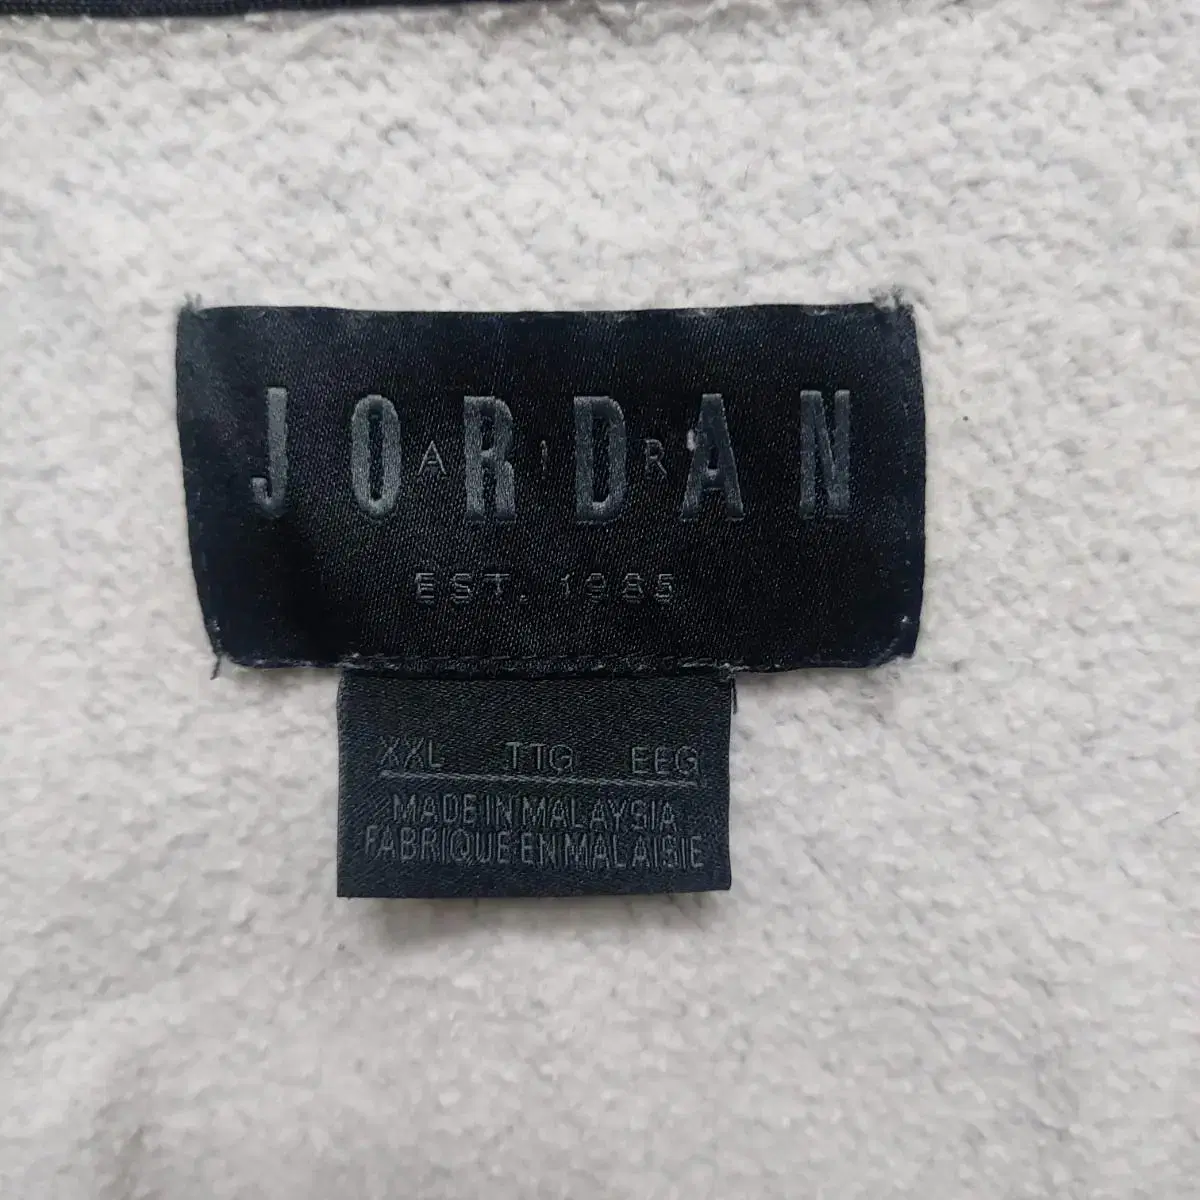 JORDAN
AIR
EST. 1985
XXL TTG EEG
MADE IN MALAYSIA
FABRIQUE EN MALAISIE